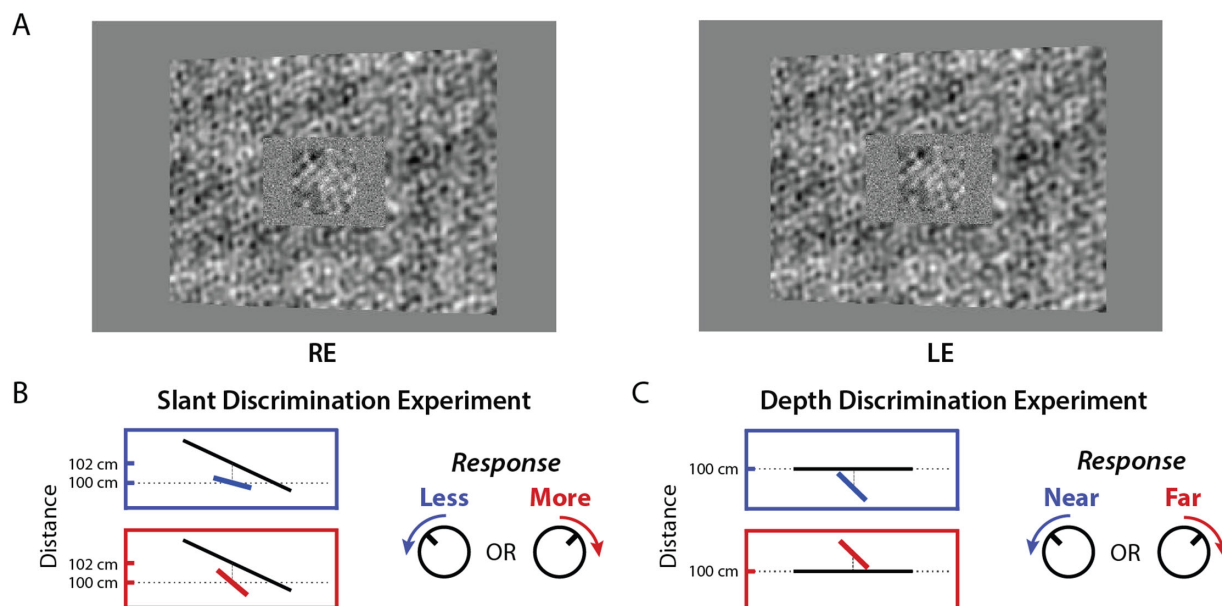 A
RE
LE
B
Slant Discrimination Experiment
102 cm
100 cm
102 cm
100 cm
Distance
Response
Less
More
OR
C
Depth Discrimination Experiment
100 cm
100 cm
Distance
Response
Near
Far
OR